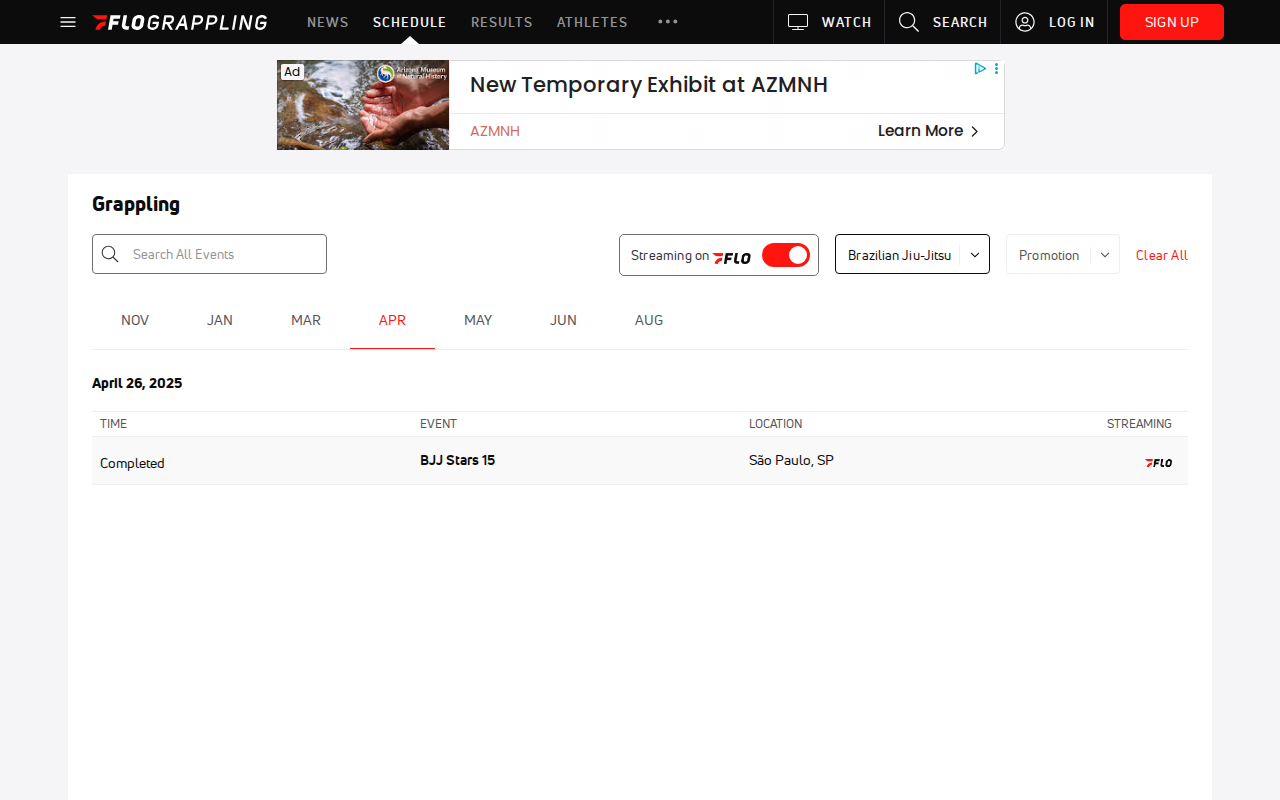 FLOGRAPPLING NEWS SCHEDULE RESULTS ATHLETES WATCH SEARCH LOG IN SIGN UP
Ad
Arizona Museum of Natural History
New Temporary Exhibit at AZMNH
AZMNH Learn More
Grappling
Search All Events Streaming on FLO Brazilian Jiu-Jitsu Promotion Clear All
NOV JAN MAR APR MAY JUN AUG
April 26, 2025
TIME EVENT LOCATION STREAMING
Completed BJJ Stars 15 São Paulo, SP FLO